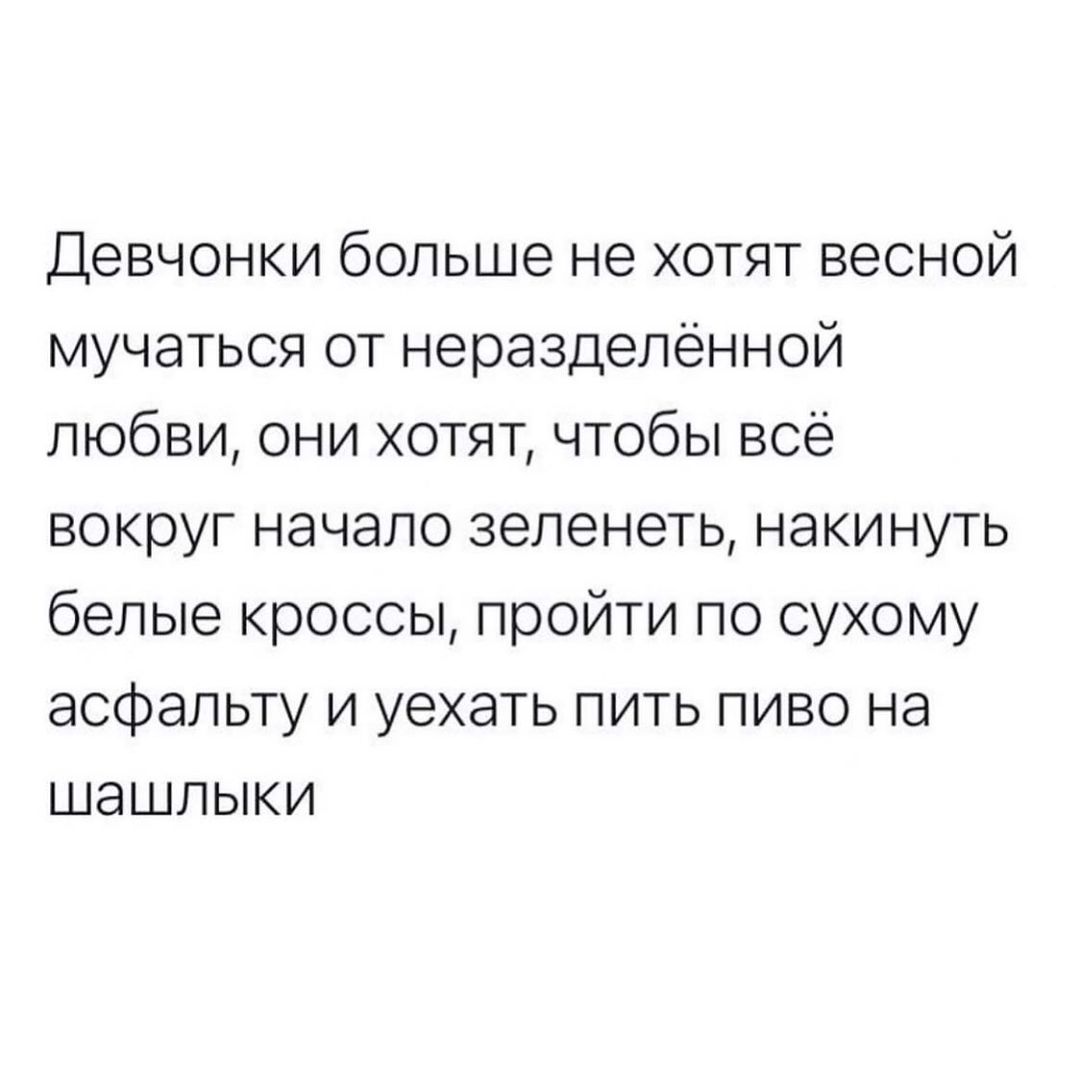 Девчонки больше не хотят весной
мучаться от неразделённой
любви, они хотят, чтобы всё
вокруг начало зеленеть, накинуть
белые кроссы, пройти по сухому
асфальту и уехать пить пиво на
шашлыки